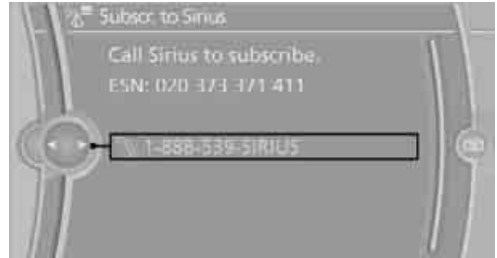 Subscr. to Sirius
Call Sirius to subscribe.
ESN: 020 373 371 411
1-888-539-SIRIUS